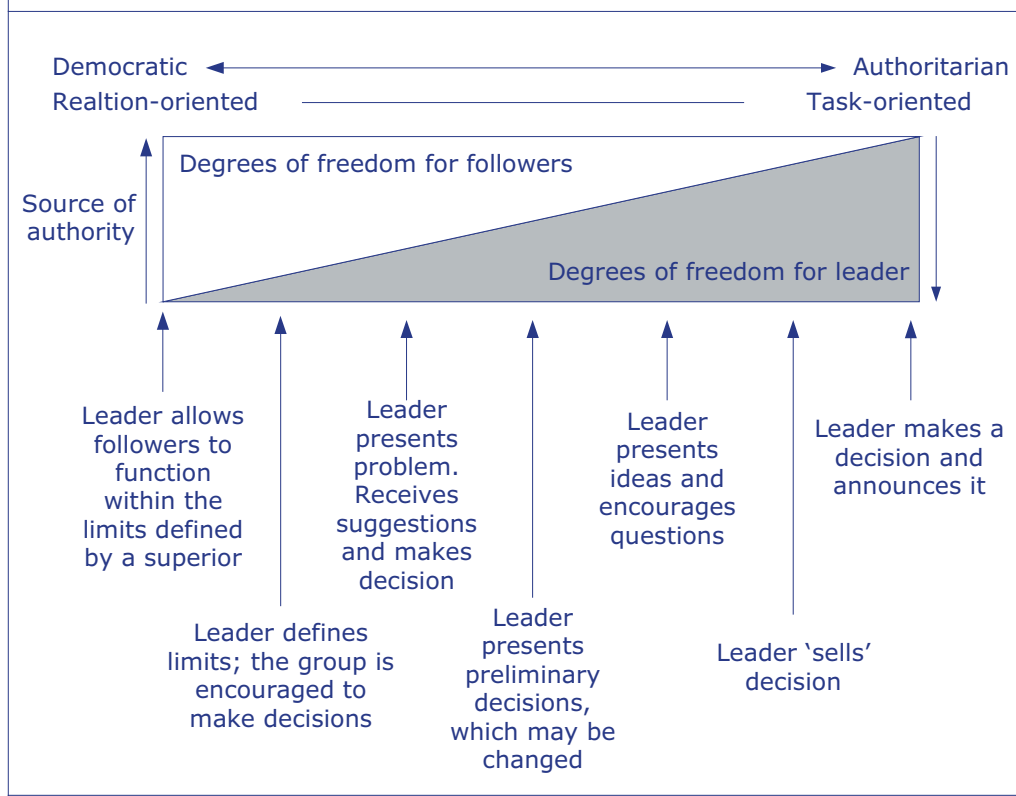 Democratic
Authoritarian
Realtion-oriented
Task-oriented
Degrees of freedom for followers
Source of
authority
Degrees of freedom for leader
Leader allows
followers to
function
within the
limits defined
by a superior
Leader defines
limits; the group is
encouraged to
make decisions
Leader
presents
problem.
Receives
suggestions
and makes
decision
Leader
presents
preliminary
decisions,
which may be
changed
Leader
presents
ideas and
encourages
questions
Leader ‘sells’
decision
Leader makes a
decision and
announces it